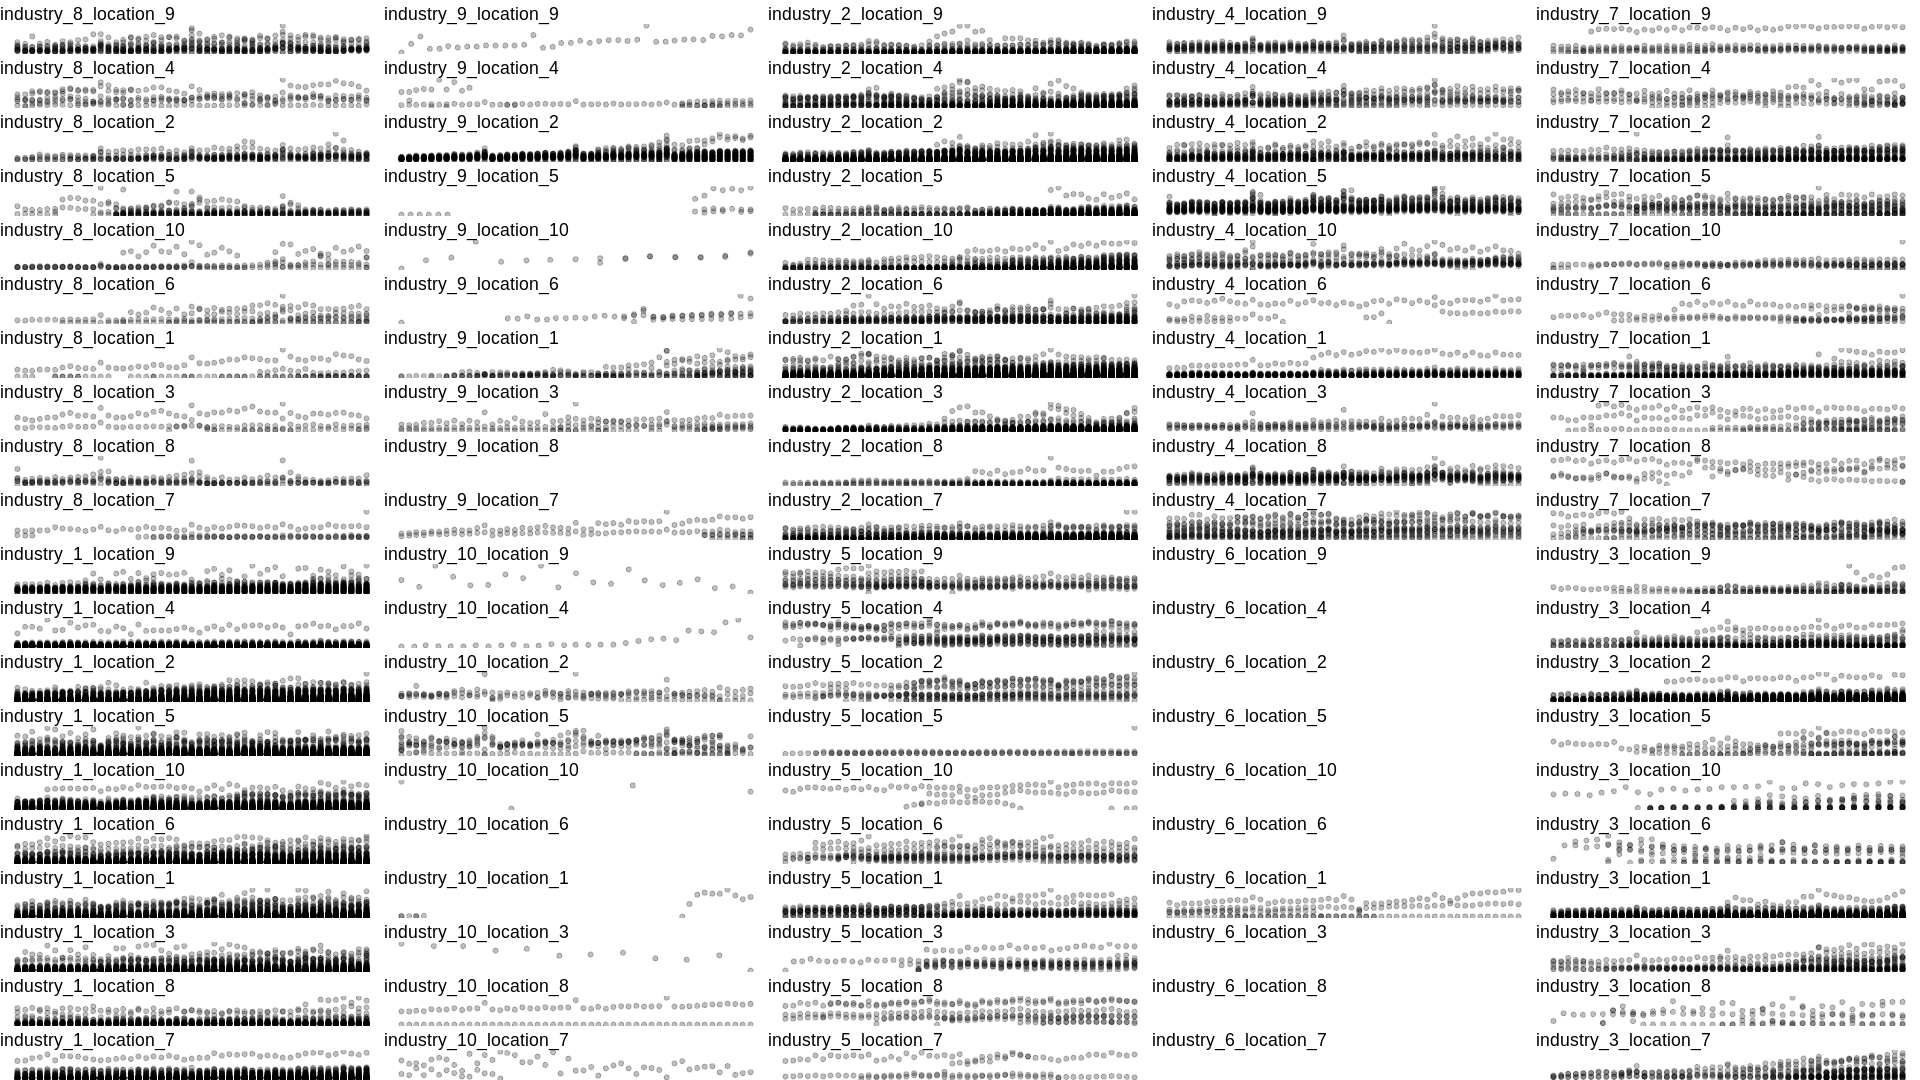 industry_8_location_9 industry_9_location_9 industry_2_location_9 industry_4_location_9 industry_7_location_9
industry_8_location_4 industry_9_location_4 industry_2_location_4 industry_4_location_4 industry_7_location_4
industry_8_location_2 industry_9_location_2 industry_2_location_2 industry_4_location_2 industry_7_location_2
industry_8_location_5 industry_9_location_5 industry_2_location_5 industry_4_location_5 industry_7_location_5
industry_8_location_10 industry_9_location_10 industry_2_location_10 industry_4_location_10 industry_7_location_10
industry_8_location_6 industry_9_location_6 industry_2_location_6 industry_4_location_6 industry_7_location_6
industry_8_location_1 industry_9_location_1 industry_2_location_1 industry_4_location_1 industry_7_location_1
industry_8_location_3 industry_9_location_3 industry_2_location_3 industry_4_location_3 industry_7_location_3
industry_8_location_8 industry_9_location_8 industry_2_location_8 industry_4_location_8 industry_7_location_8
industry_8_location_7 industry_9_location_7 industry_2_location_7 industry_4_location_7 industry_7_location_7
industry_1_location_9 industry_10_location_9 industry_5_location_9 industry_6_location_9 industry_3_location_9
industry_1_location_4 industry_10_location_4 industry_5_location_4 industry_6_location_4 industry_3_location_4
industry_1_location_2 industry_10_location_2 industry_5_location_2 industry_6_location_2 industry_3_location_2
industry_1_location_5 industry_10_location_5 industry_5_location_5 industry_6_location_5 industry_3_location_5
industry_1_location_10 industry_10_location_10 industry_5_location_10 industry_6_location_10 industry_3_location_10
industry_1_location_6 industry_10_location_6 industry_5_location_6 industry_6_location_6 industry_3_location_6
industry_1_location_1 industry_10_location_1 industry_5_location_1 industry_6_location_1 industry_3_location_1
industry_1_location_3 industry_10_location_3 industry_5_location_3 industry_6_location_3 industry_3_location_3
industry_1_location_8 industry_10_location_8 industry_5_location_8 industry_6_location_8 industry_3_location_8
industry_1_location_7 industry_10_location_7 industry_5_location_7 industry_6_location_7 industry_3_location_7